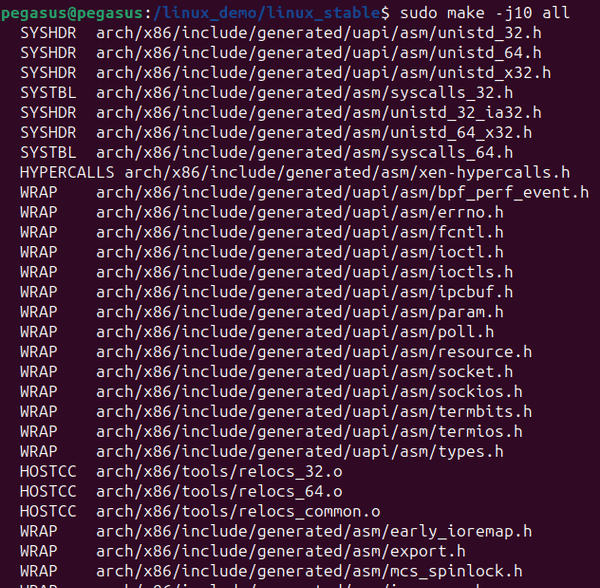 pegasus@pegasus:/linux_demo/linux_stable$ sudo make -j10 all
SYSHDR arch/x86/include/generated/uapi/asm/unistd_32.h
SYSHDR arch/x86/include/generated/uapi/asm/unistd_64.h
SYSHDR arch/x86/include/generated/uapi/asm/unistd_x32.h
SYSTBL arch/x86/include/generated/asm/syscalls_32.h
SYSHDR arch/x86/include/generated/asm/unistd_32_ia32.h
SYSHDR arch/x86/include/generated/asm/unistd_64_x32.h
SYSTBL arch/x86/include/generated/asm/syscalls_64.h
HYPERCALLS arch/x86/include/generated/asm/xen-hypercalls.h
WRAP arch/x86/include/generated/uapi/asm/bpf_perf_event.h
WRAP arch/x86/include/generated/uapi/asm/errno.h
WRAP arch/x86/include/generated/uapi/asm/fcntl.h
WRAP arch/x86/include/generated/uapi/asm/ioctl.h
WRAP arch/x86/include/generated/uapi/asm/ioctls.h
WRAP arch/x86/include/generated/uapi/asm/ipcbuf.h
WRAP arch/x86/include/generated/uapi/asm/param.h
WRAP arch/x86/include/generated/uapi/asm/poll.h
WRAP arch/x86/include/generated/uapi/asm/resource.h
WRAP arch/x86/include/generated/uapi/asm/socket.h
WRAP arch/x86/include/generated/uapi/asm/sockios.h
WRAP arch/x86/include/generated/uapi/asm/termbits.h
WRAP arch/x86/include/generated/uapi/asm/termios.h
WRAP arch/x86/include/generated/uapi/asm/types.h
HOSTCC arch/x86/tools/relocs_32.o
HOSTCC arch/x86/tools/relocs_64.o
HOSTCC arch/x86/tools/relocs_common.o
WRAP arch/x86/include/generated/asm/early_ioremap.h
WRAP arch/x86/include/generated/asm/export.h
WRAP arch/x86/include/generated/asm/mcs_spinlock.h